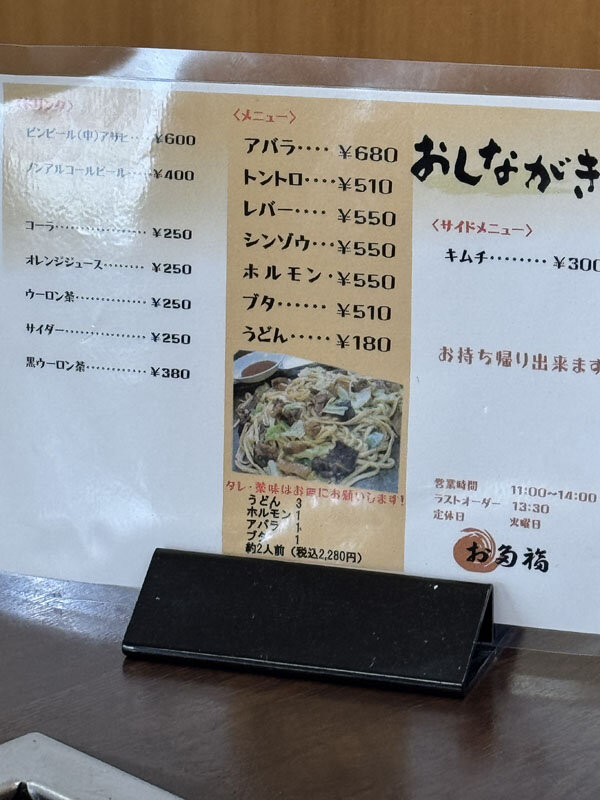 〈ドリンク〉
ビンビール(中)アサヒ‥‥ ¥600
ノンアルコールビール‥‥ ¥400
コーラ‥‥‥‥‥‥‥ ¥250
オレンジジュース‥‥‥ ¥250
ウーロン茶‥‥‥‥‥ ¥250
サイダー‥‥‥‥‥‥ ¥250
黒ウーロン茶‥‥‥‥‥ ¥380
〈メニュー〉
アバラ‥‥ ¥680
トントロ‥‥ ¥510
レバー‥‥ ¥550
シンゾウ‥‥ ¥550
ホルモン・ ¥550
ブタ‥‥‥ ¥510
うどん‥‥‥ ¥180
タレ・薬味はお皿にお願いします!
うどん 3
ホルモン 1
アバラ 1
ブタ 1
約2人前(税込2,280円)
おしながき
〈サイドメニュー〉
キムチ‥‥‥‥ ¥300
お持ち帰り出来ます
営業時間 11:00~14:00
ラストオーダー 13:30
定休日 火曜日
お多福